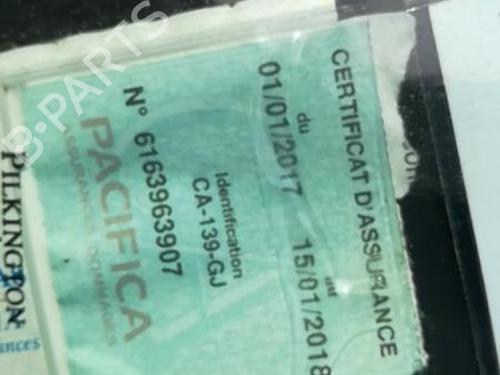 CERTIFICAT D'ASSURANCE
du au
01/01/2017 15/01/2018
Identification
CA-139-GJ
N° 6163963907
PACIFICA
ASSURANCE DOMMAGES
PILKINGTON
ances
B-PARTS